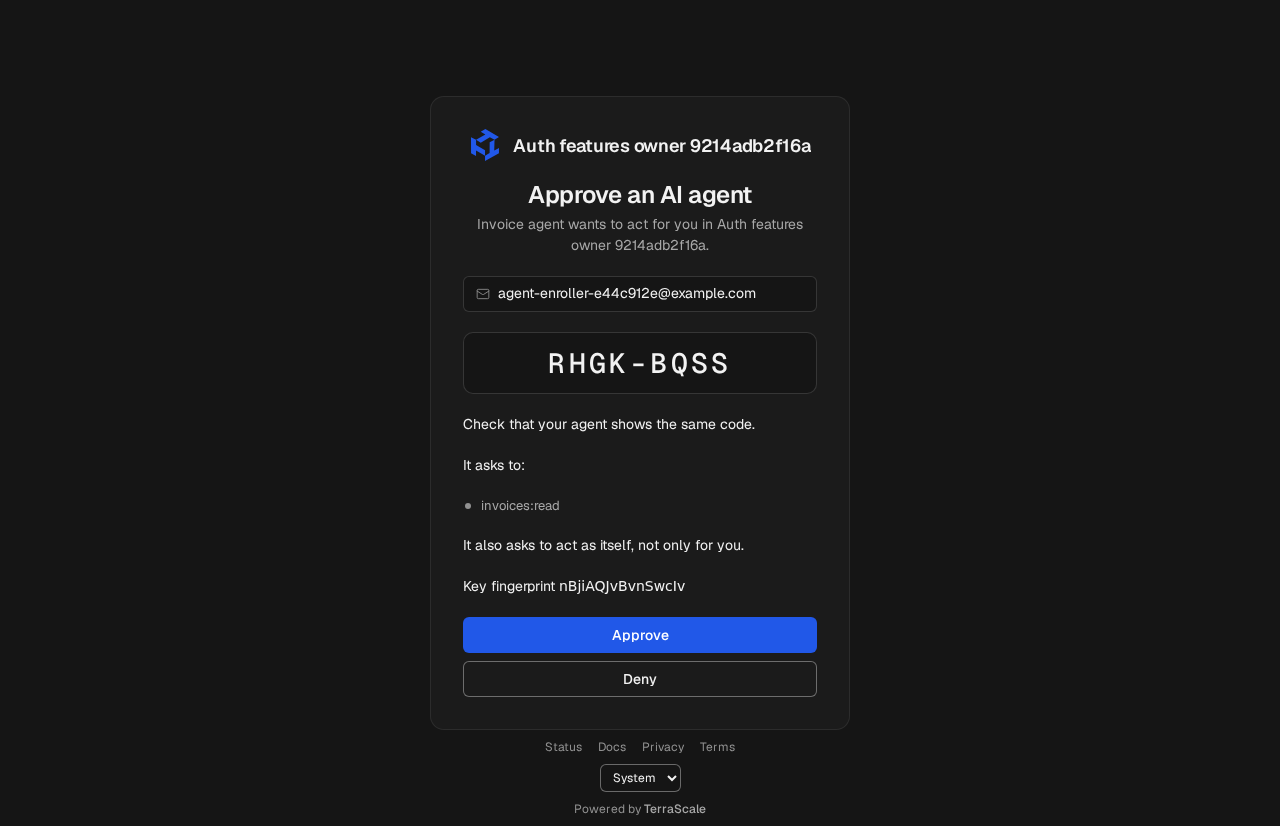 Auth features owner 9214adb2f16a
Approve an AI agent
Invoice agent wants to act for you in Auth features
owner 9214adb2f16a.
agent-enroller-e44c912e@example.com
RHGK-BQSS
Check that your agent shows the same code.
It asks to:
invoices:read
It also asks to act as itself, not only for you.
Key fingerprint nBjiAQJvBvnSwcIv
Approve
Deny
Status Docs Privacy Terms
System
Powered by TerraScale